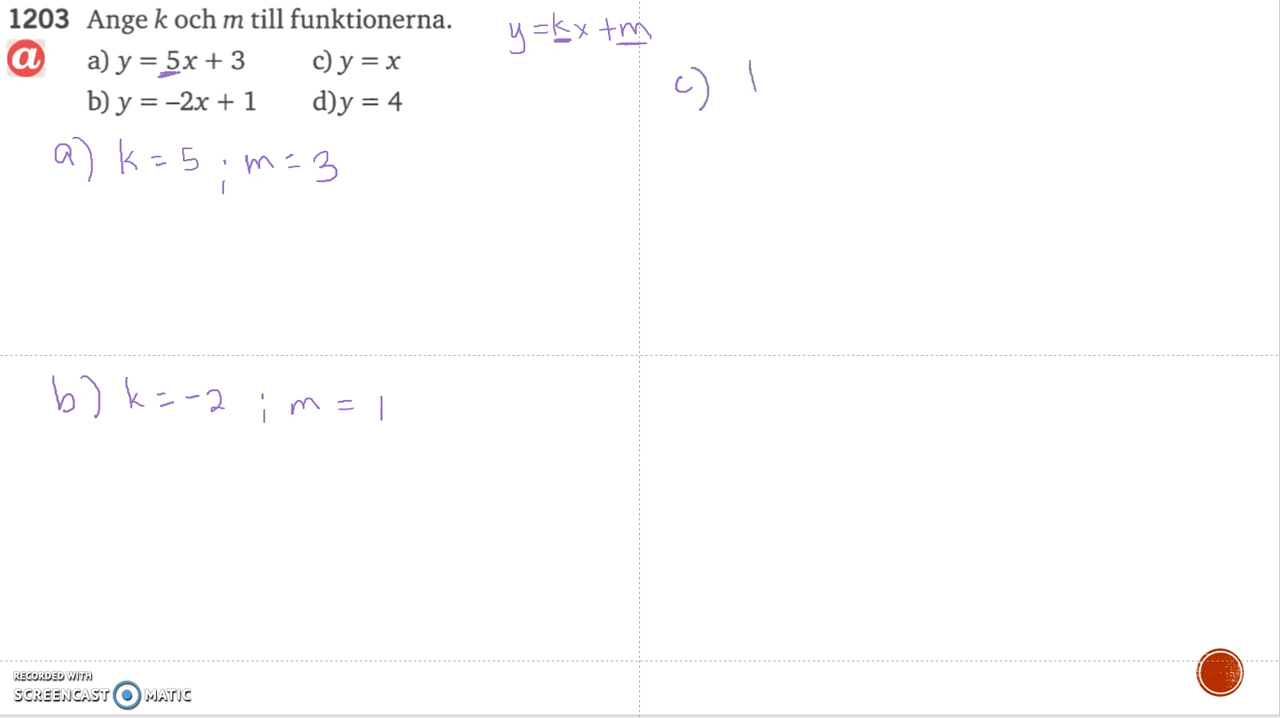 1203 Ange k och m till funktionerna.
a
a) y = 5x + 3
c) y = x
b) y = –2x + 1
d)y = 4
y = kx + m
a) k = 5 ; m = 3
b) k = -2 ; m = 1
c)
RECORDED WITH
SCREENCAST MATIC